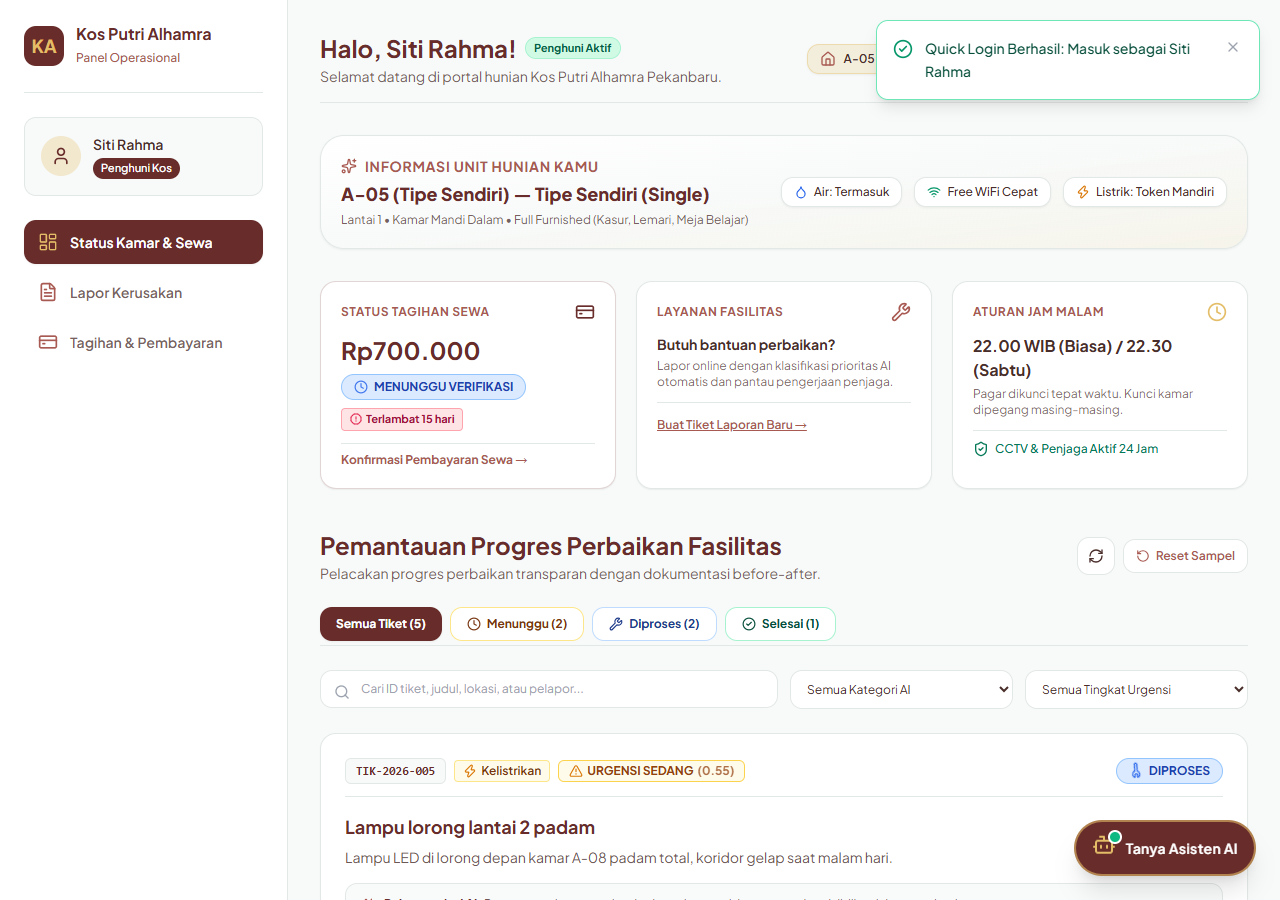 KA
Kos Putri Alhamra
Panel Operasional
Siti Rahma
Penghuni Kos
Status Kamar & Sewa
Lapor Kerusakan
Tagihan & Pembayaran
Halo, Siti Rahma!
Penghuni Aktif
Selamat datang di portal hunian Kos Putri Alhamra Pekanbaru.
A-05
Quick Login Berhasil: Masuk sebagai Siti
Rahma
INFORMASI UNIT HUNIAN KAMU
A-05 (Tipe Sendiri) — Tipe Sendiri (Single)
Lantai 1 • Kamar Mandi Dalam • Full Furnished (Kasur, Lemari, Meja Belajar)
Air: Termasuk
Free WiFi Cepat
Listrik: Token Mandiri
STATUS TAGIHAN SEWA
Rp700.000
MENUNGGU VERIFIKASI
Terlambat 15 hari
Konfirmasi Pembayaran Sewa →
LAYANAN FASILITAS
Butuh bantuan perbaikan?
Lapor online dengan klasifikasi prioritas AI
otomatis dan pantau pengerjaan penjaga.
Buat Tiket Laporan Baru →
ATURAN JAM MALAM
22.00 WIB (Biasa) / 22.30
(Sabtu)
Pagar dikunci tepat waktu. Kunci kamar
dipegang masing-masing.
CCTV & Penjaga Aktif 24 Jam
Pemantauan Progres Perbaikan Fasilitas
Pelacakan progres perbaikan transparan dengan dokumentasi before-after.
Reset Sampel
Semua Tiket (5)
Menunggu (2)
Diproses (2)
Selesai (1)
Cari ID tiket, judul, lokasi, atau pelapor...
Semua Kategori AI
Semua Tingkat Urgensi
TIK-2026-005
Kelistrikan
URGENSI SEDANG (0.55)
DIPROSES
Lampu lorong lantai 2 padam
Lampu LED di lorong depan kamar A-08 padam total, koridor gelap saat malam hari.
Tanya Asisten AI